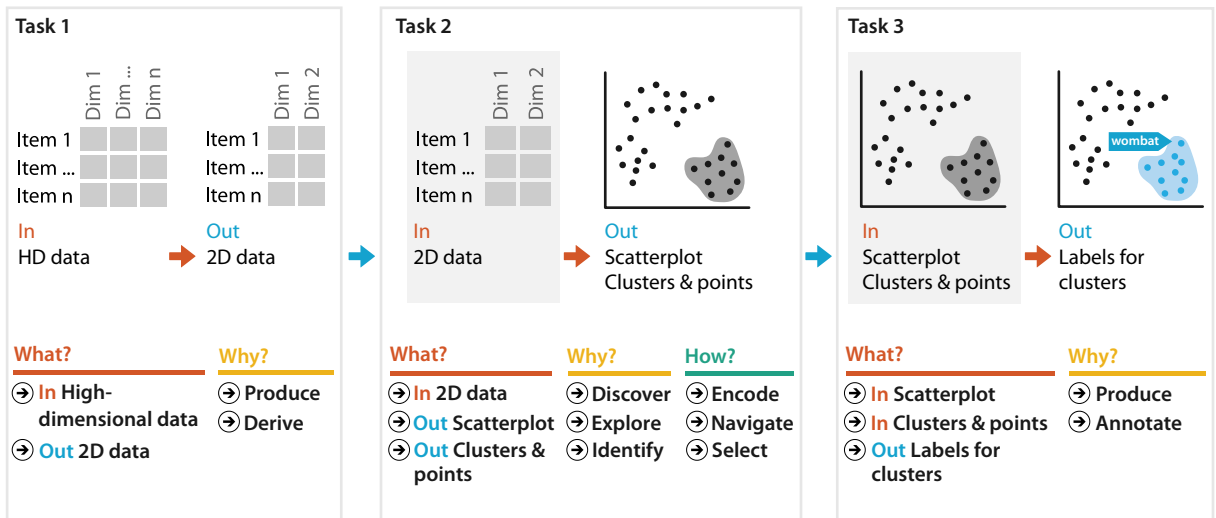 Task 1
Dim 1
Dim ...
Dim n
Item 1
Item ...
Item n
In
HD data
Dim 1
Dim 2
Item 1
Item ...
Item n
Out
2D data
What?
In High-
dimensional data
Out 2D data
Why?
Produce
Derive
Task 2
Dim 1
Dim 2
Item 1
Item ...
Item n
In
2D data
Out
Scatterplot
Clusters & points
What?
In 2D data
Out Scatterplot
Out Clusters &
points
Why?
Discover
Explore
Identify
How?
Encode
Navigate
Select
Task 3
In
Scatterplot
Clusters & points
wombat
Out
Labels for
clusters
What?
In Scatterplot
In Clusters & points
Out Labels for
clusters
Why?
Produce
Annotate